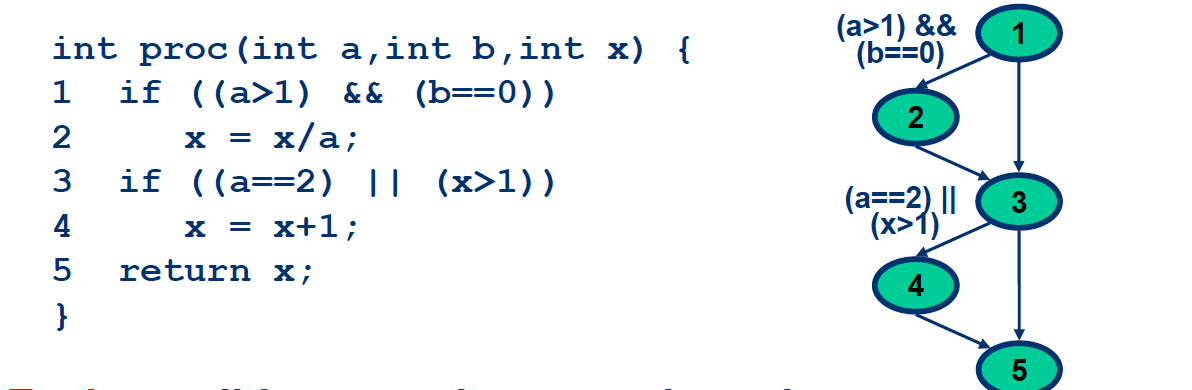 int proc(int a,int b,int x) {
1 if ((a>1) && (b==0))
2 x = x/a;
3 if ((a==2) || (x>1))
4 x = x+1;
5 return x;
}
(a>1) &&
(b==0)
1
2
3
(a==2) ||
(x>1)
4
5